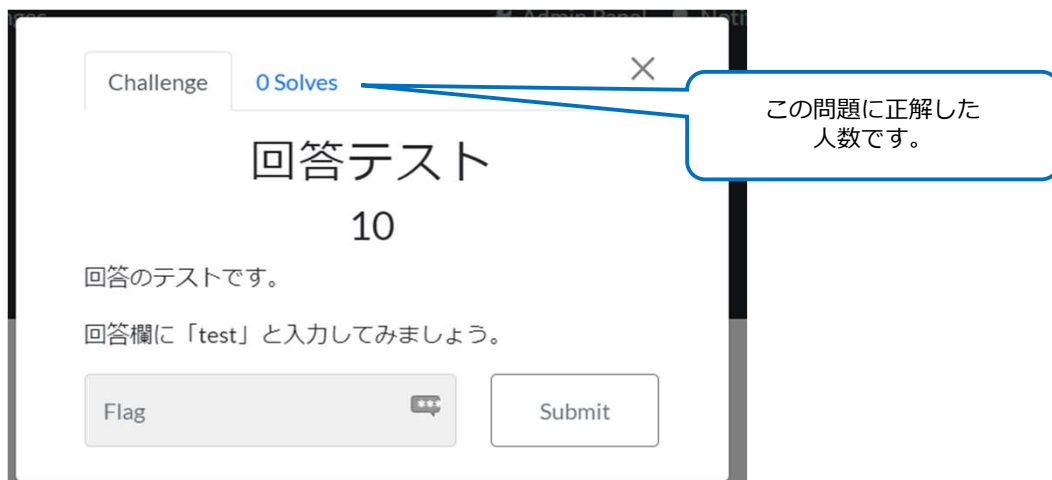 Admin Panel
Challenge
0 Solves
この問題に正解した
人数です。
回答テスト
10
回答のテストです。
回答欄に「test」と入力してみましょう。
Flag
Submit